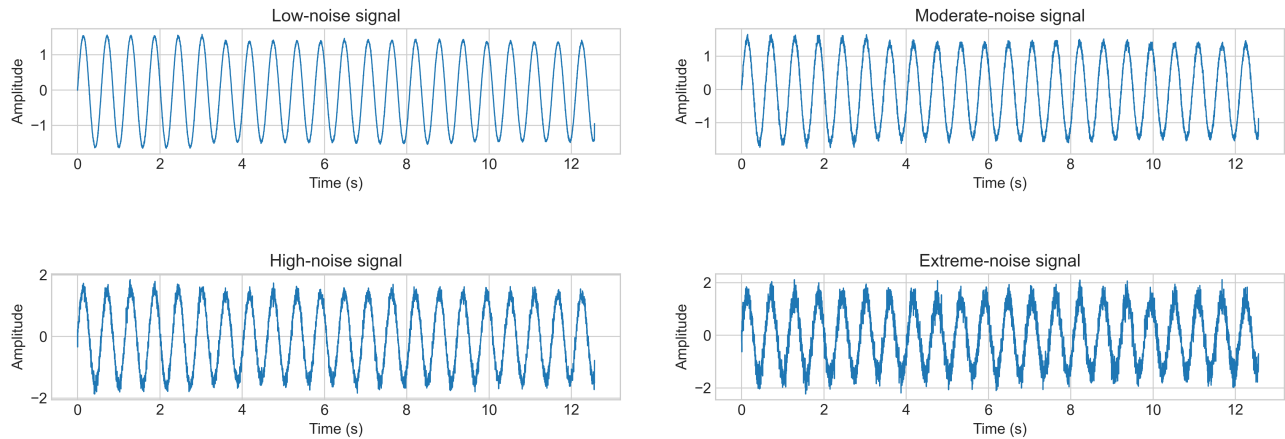 Low-noise signal
Amplitude
1
0
−1
0 2 4 6 8 10 12
Time (s)
Moderate-noise signal
Amplitude
1
0
−1
0 2 4 6 8 10 12
Time (s)
High-noise signal
Amplitude
2
0
−2
0 2 4 6 8 10 12
Time (s)
Extreme-noise signal
Amplitude
2
0
−2
0 2 4 6 8 10 12
Time (s)